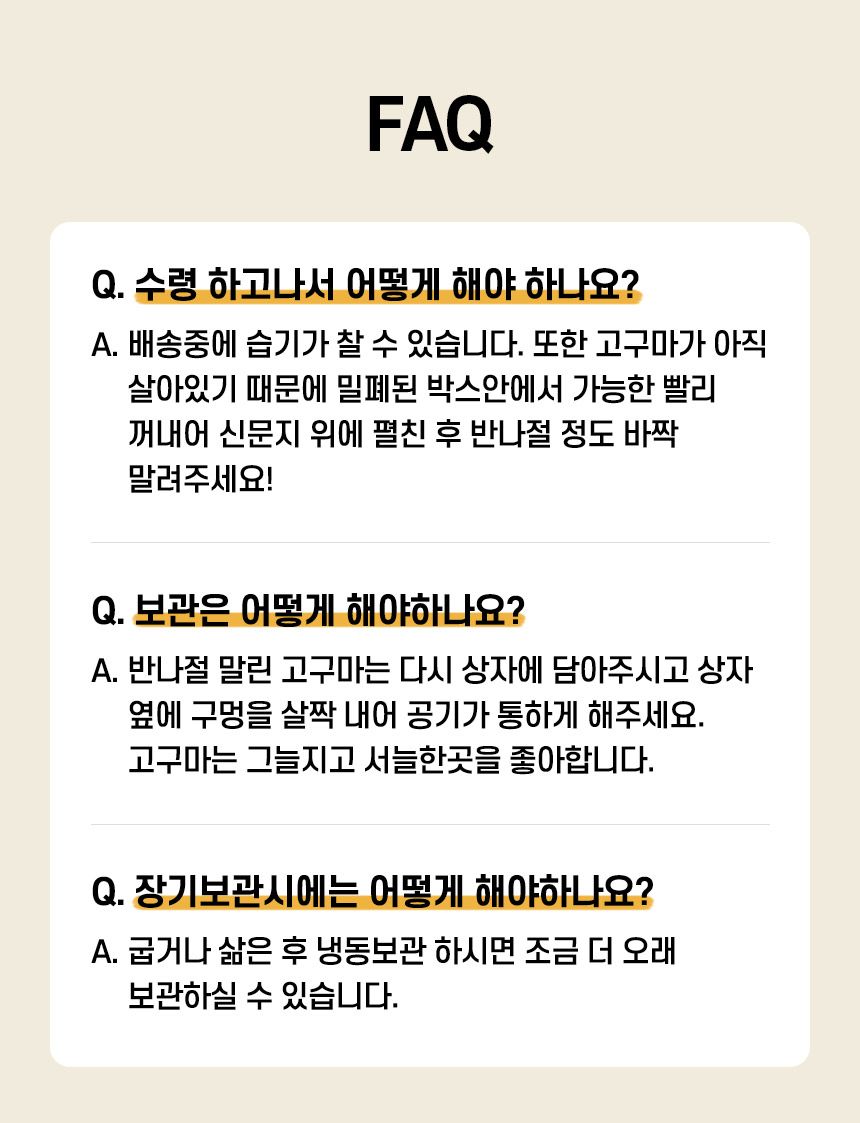 FAQ
Q. 수령 하고나서 어떻게 해야 하나요?
A. 배송중에 습기가 찰 수 있습니다. 또한 고구마가 아직
살아있기 때문에 밀폐된 박스안에서 가능한 빨리
꺼내어 신문지 위에 펼친 후 반나절 정도 바짝
말려주세요!
Q. 보관은 어떻게 해야하나요?
A. 반나절 말린 고구마는 다시 상자에 담아주시고 상자
옆에 구멍을 살짝 내어 공기가 통하게 해주세요.
고구마는 그늘지고 서늘한곳을 좋아합니다.
Q. 장기보관시에는 어떻게 해야하나요?
A. 굽거나 삶은 후 냉동보관 하시면 조금 더 오래
보관하실 수 있습니다.